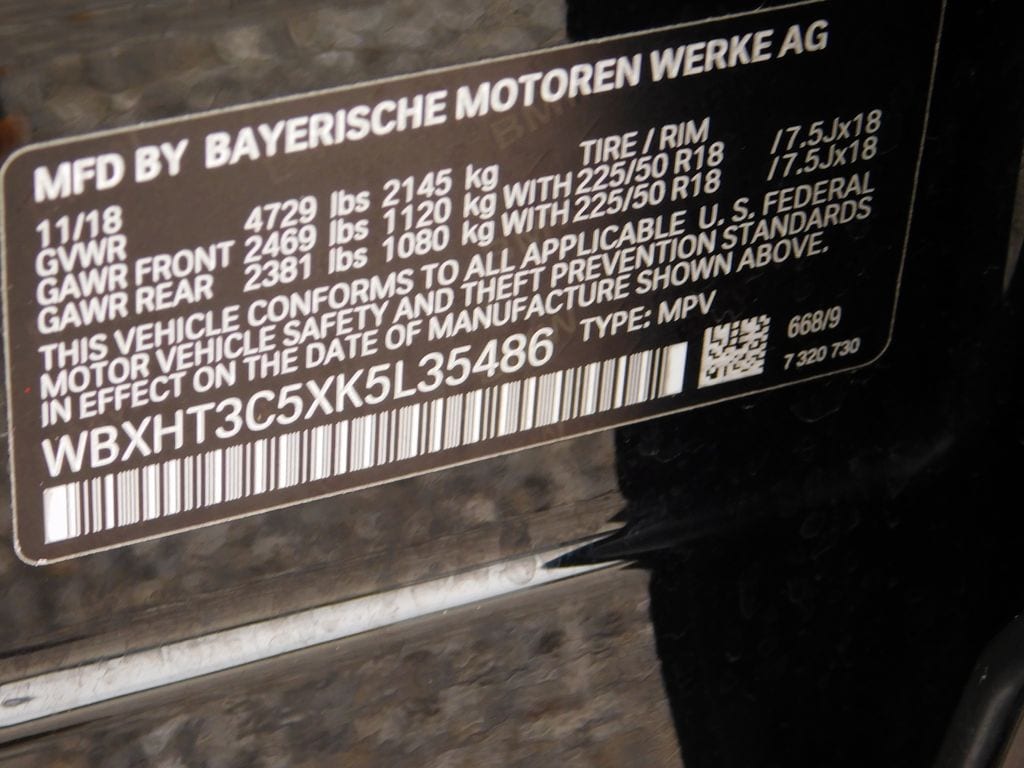 MFD BY BAYERISCHE MOTOREN WERKE AG
11/18 TIRE / RIM
GVWR 4729 lbs 2145 kg
GAWR FRONT 2469 lbs 1120 kg WITH 225/50 R18 /7.5Jx18
GAWR REAR 2381 lbs 1080 kg WITH 225/50 R18 /7.5Jx18
THIS VEHICLE CONFORMS TO ALL APPLICABLE U. S. FEDERAL
MOTOR VEHICLE SAFETY AND THEFT PREVENTION STANDARDS
IN EFFECT ON THE DATE OF MANUFACTURE SHOWN ABOVE.
WBXHT3C5XK5L35486 TYPE: MPV
668/9
7 320 730